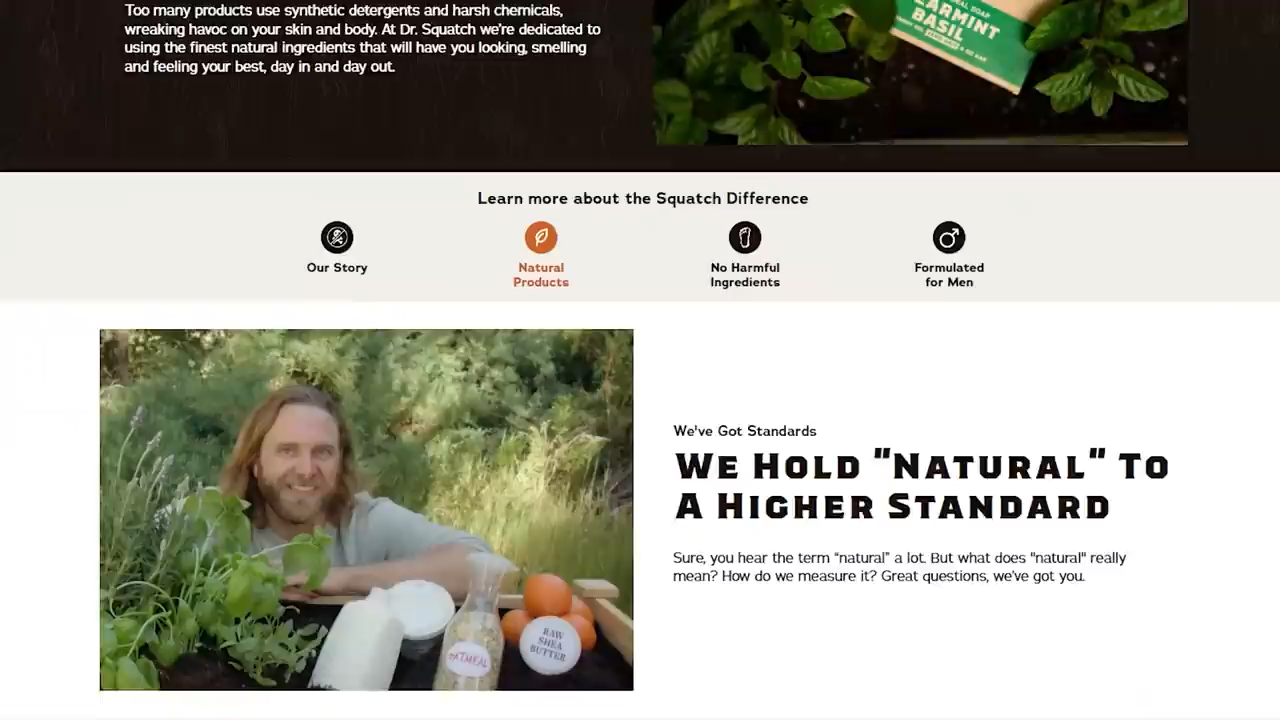 Too many products use synthetic detergents and harsh chemicals,
wreaking havoc on your skin and body. At Dr. Squatch we're dedicated to
using the finest natural ingredients that will have you looking, smelling
and feeling your best, day in and day out.
BASIL
Learn more about the Squatch Difference
Our Story
Natural
Products
No Harmful
Ingredients
Formulated
for Men
We've Got Standards
WE HOLD "NATURAL" TO
A HIGHER STANDARD
Sure, you hear the term “natural” a lot. But what does "natural" really
mean? How do we measure it? Great questions, we've got you.
OATMEAL
RAW
SHEA
BUTTER